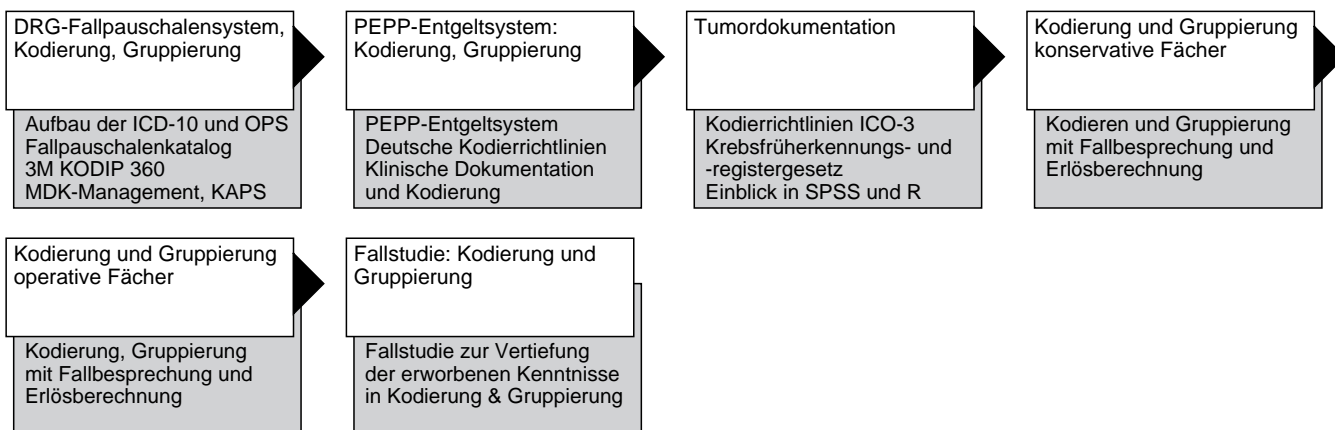 DRG-Fallpauschalensystem,
Kodierung, Gruppierung
Aufbau der ICD-10 und OPS
Fallpauschalenkatalog
3M KODIP 360
MDK-Management, KAPS
PEPP-Entgeltsystem:
Kodierung, Gruppierung
PEPP-Entgeltsystem
Deutsche Kodierrichtlinien
Klinische Dokumentation
und Kodierung
Tumordokumentation
Kodierrichtlinien ICO-3
Krebsfrüherkennungs- und
-registergesetz
Einblick in SPSS und R
Kodierung und Gruppierung
konservative Fächer
Kodieren und Gruppierung
mit Fallbesprechung und
Erlösberechnung
Kodierung und Gruppierung
operative Fächer
Kodierung, Gruppierung
mit Fallbesprechung und
Erlösberechnung
Fallstudie: Kodierung und
Gruppierung
Fallstudie zur Vertiefung
der erworbenen Kenntnisse
in Kodierung & Gruppierung